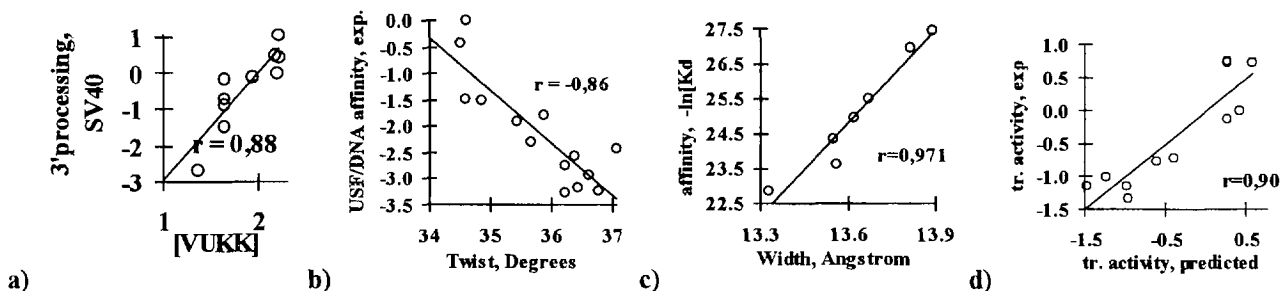 3'processing,
SV40
1
0
-1
-2
-3
r = 0,88
1
2
[VUKK]
a)
USF/DNA affinity, exp.
0.0
-0.5
-1.0
-1.5
-2.0
-2.5
-3.0
-3.5
r = -0,86
34
35
36
37
Twist, Degrees
b)
affinity, -ln[Kd
27.5
26.5
25.5
24.5
23.5
22.5
r=0,971
13.3
13.6
13.9
Width, Angstrom
c)
tr. activity, exp
1.0
0.5
0.0
-0.5
-1.0
-1.5
r=0,90
-1.5
-0.5
0.5
tr. activity, predicted
d)